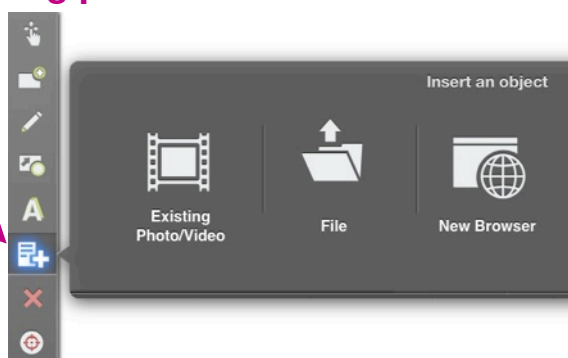 Insert an object
Existing
Photo/Video
File
New Browser